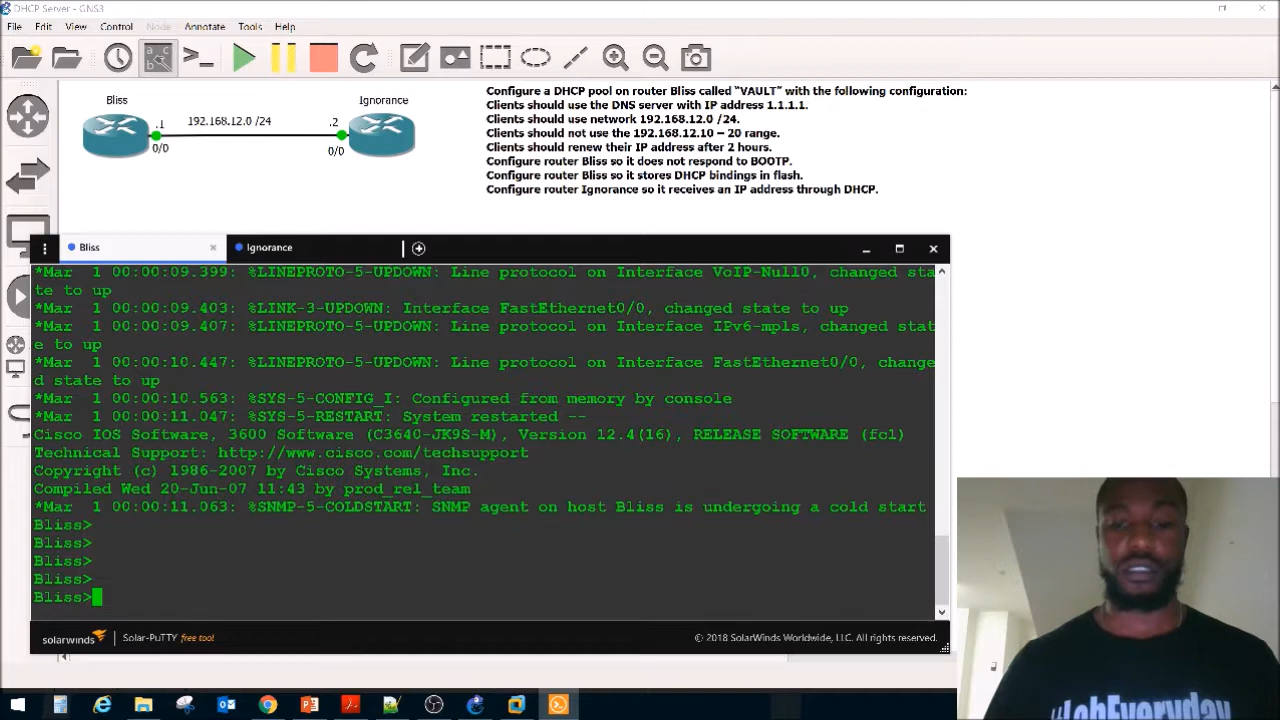 DHCP Server - GNS3
File Edit View Control Node Annotate Tools Help
Bliss
Ignorance
.1
192.168.12.0 /24
.2
0/0
0/0
Configure a DHCP pool on router Bliss called "VAULT" with the following configuration:
Clients should use the DNS server with IP address 1.1.1.1.
Clients should use network 192.168.12.0 /24.
Clients should not use the 192.168.12.10 – 20 range.
Clients should renew their IP address after 2 hours.
Configure router Bliss so it does not respond to BOOTP.
Configure router Bliss so it stores DHCP bindings in flash.
Configure router Ignorance so it receives an IP address through DHCP.
Bliss
Ignorance
*Mar 1 00:00:09.399: %LINEPROTO-5-UPDOWN: Line protocol on Interface VoIP-Null0, changed sta
te to up
*Mar 1 00:00:09.403: %LINK-3-UPDOWN: Interface FastEthernet0/0, changed state to up
*Mar 1 00:00:09.407: %LINEPROTO-5-UPDOWN: Line protocol on Interface IPv6-mpls, changed stat
e to up
*Mar 1 00:00:10.447: %LINEPROTO-5-UPDOWN: Line protocol on Interface FastEthernet0/0, change
d state to up
*Mar 1 00:00:10.563: %SYS-5-CONFIG_I: Configured from memory by console
*Mar 1 00:00:11.047: %SYS-5-RESTART: System restarted --
Cisco IOS Software, 3600 Software (C3640-JK9S-M), Version 12.4(16), RELEASE SOFTWARE (fc1)
Technical Support: http://www.cisco.com/techsupport
Copyright (c) 1986-2007 by Cisco Systems, Inc.
Compiled Wed 20-Jun-07 11:43 by prod_rel_team
*Mar 1 00:00:11.063: %SNMP-5-COLDSTART: SNMP agent on host Bliss is undergoing a cold start
Bliss>
Bliss>
Bliss>
Bliss>
Bliss>
solarwinds Solar-PuTTY free tool © 2018 SolarWinds Worldwide, LLC. All rights reserved.
#LabEveryday